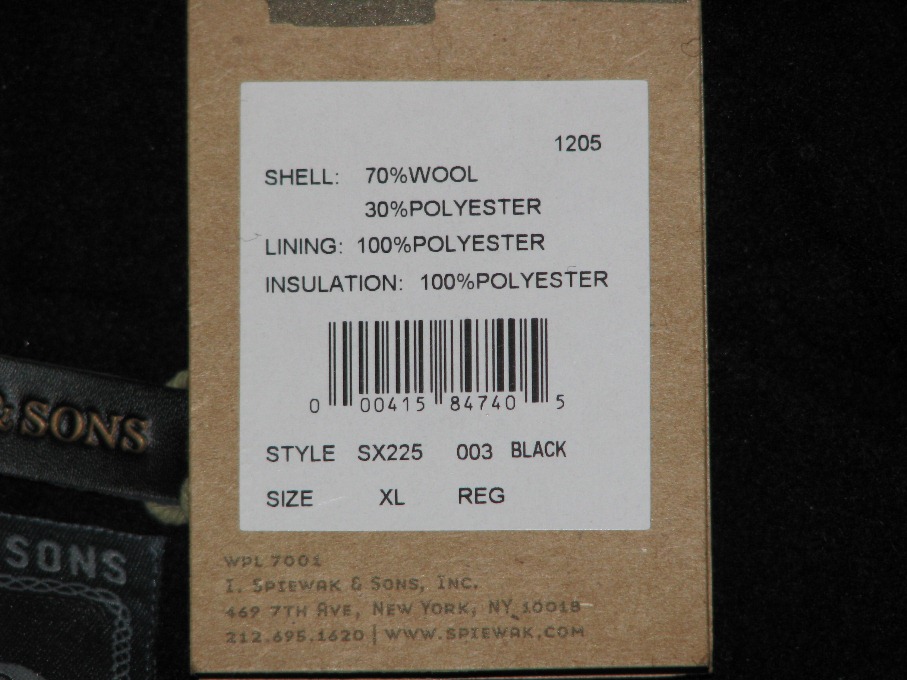 1205
SHELL: 70%WOOL
30%POLYESTER
LINING: 100%POLYESTER
INSULATION: 100%POLYESTER
0 00415 84740 5
STYLE SX225 003 BLACK
SIZE XL REG
& SONS
SONS
WPL 7001
I. SPIEWAK & SONS, INC.
469 7TH AVE, NEW YORK, NY 10018
212.695.1620 | WWW.SPIEWAK.COM